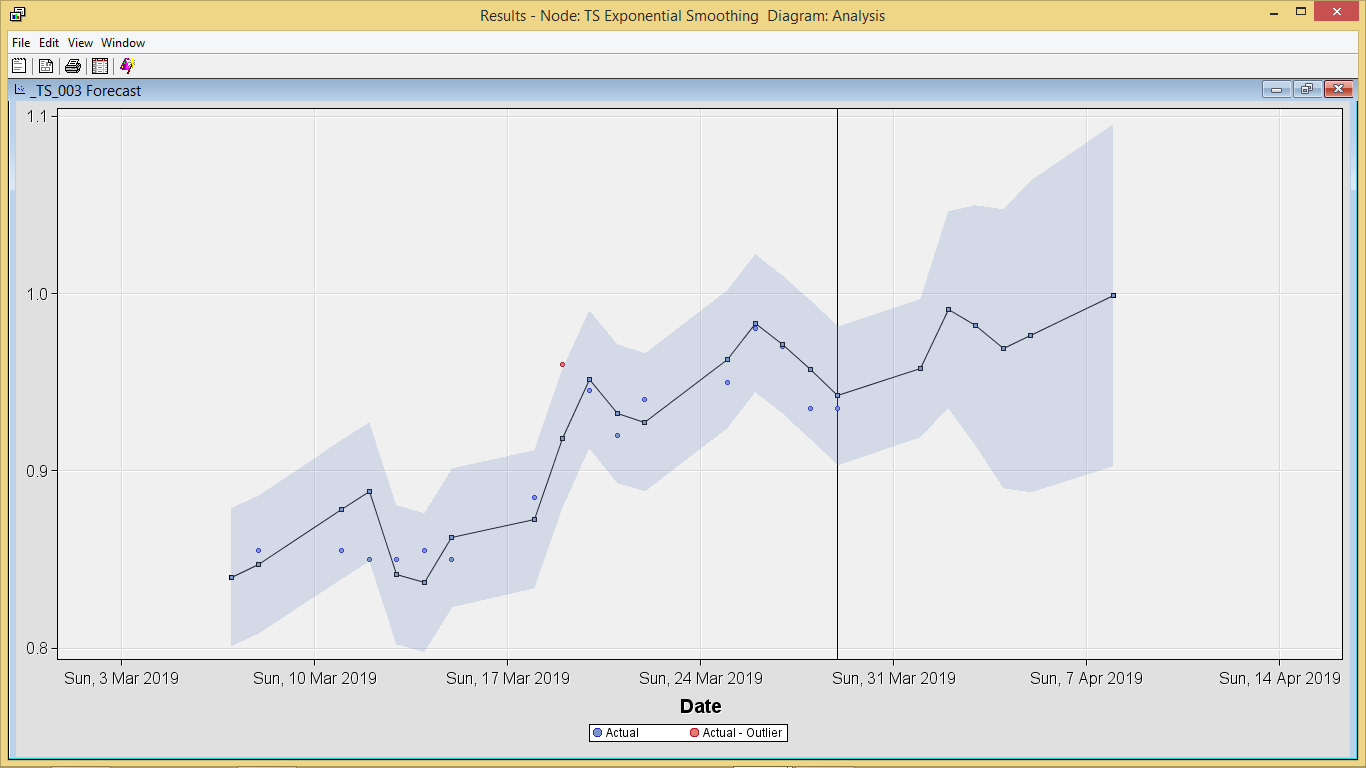 Results - Node: TS Exponential Smoothing  Diagram: Analysis
File Edit View Window
_TS_003 Forecast
1.1
1.0
0.9
0.8
Sun, 3 Mar 2019 Sun, 10 Mar 2019 Sun, 17 Mar 2019 Sun, 24 Mar 2019 Sun, 31 Mar 2019 Sun, 7 Apr 2019 Sun, 14 Apr 2019
Date
Actual Actual - Outlier